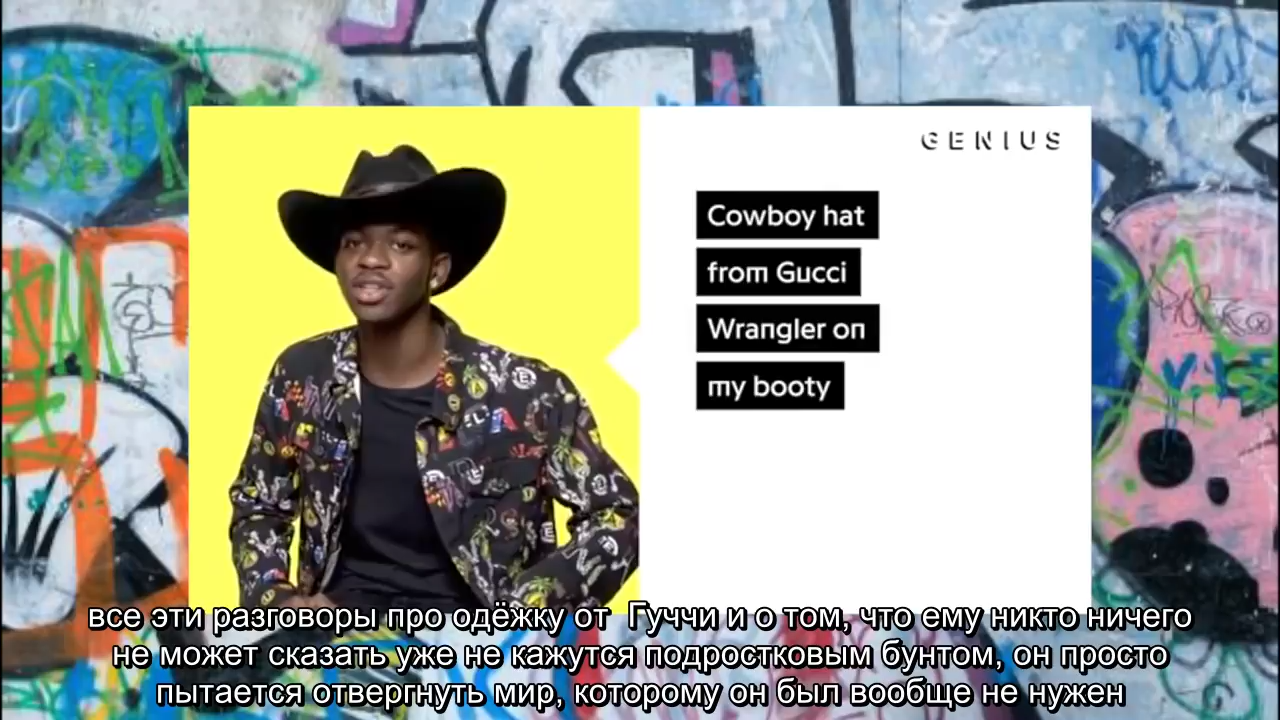 GENIUS
Cowboy hat
from Gucci
Wrangler on
my booty
все эти разговоры про одёжку от Гуччи и о том, что ему никто ничего
не может сказать уже не кажутся подростковым бунтом, он просто
пытается отвергнуть мир, которому он был вообще не нужен